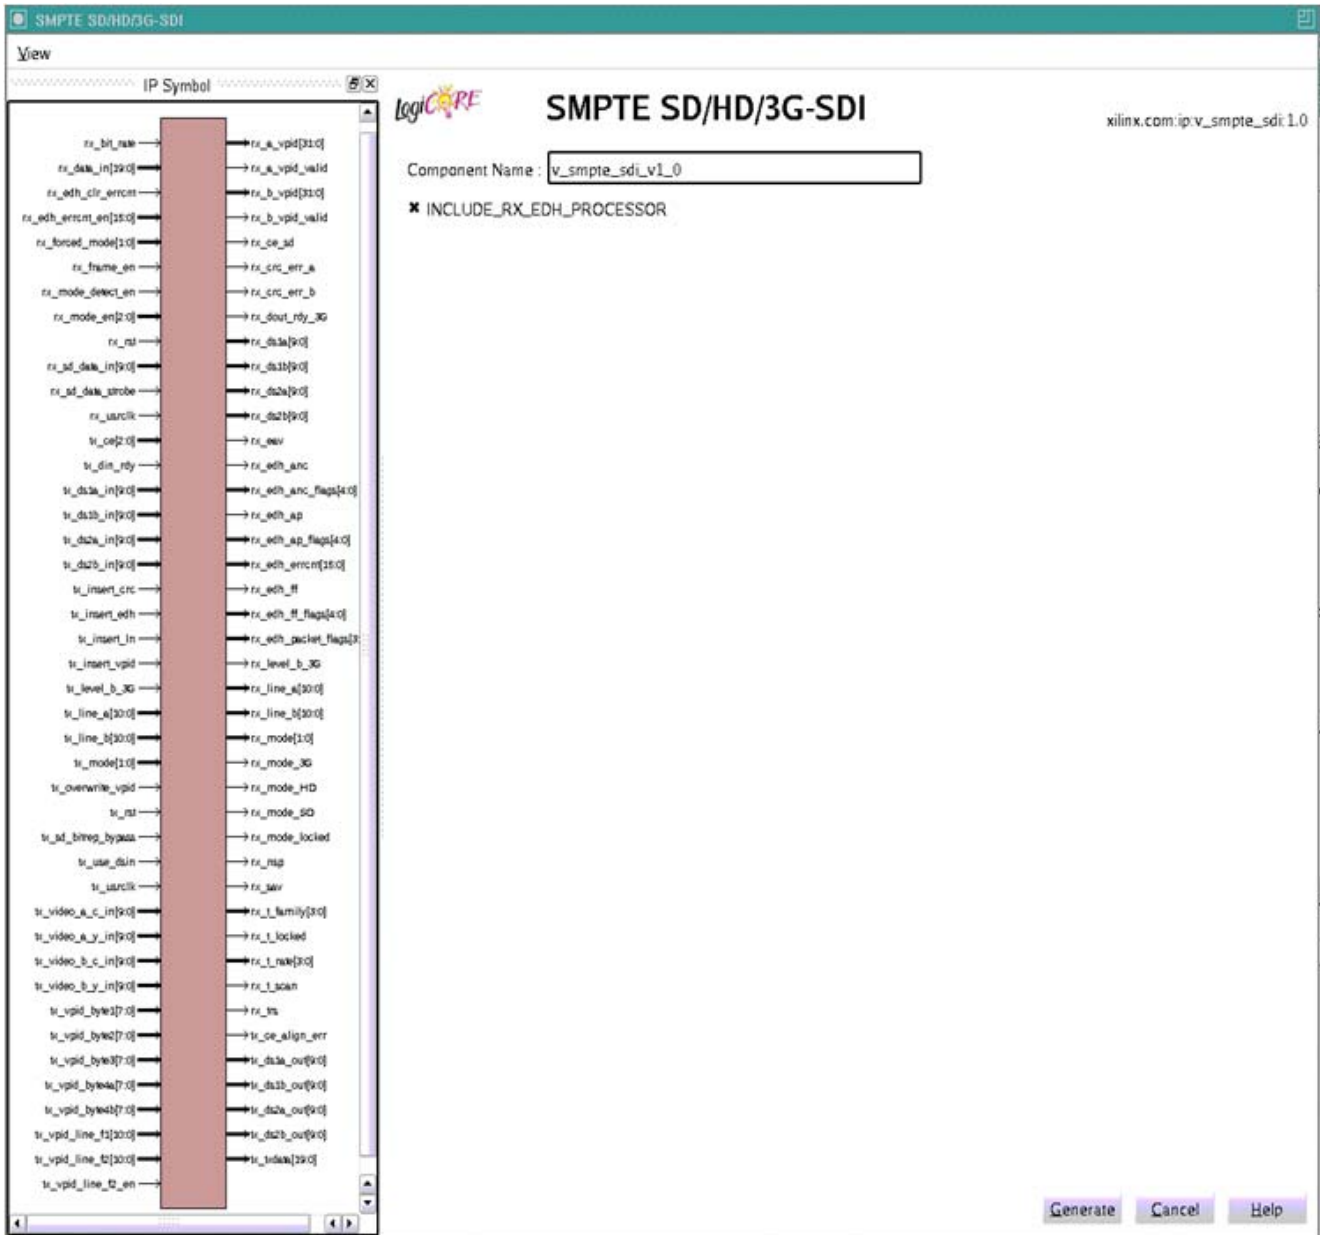 SMPTE SD/HD/3G-SDI
View
IP Symbol
LogiCORE
SMPTE SD/HD/3G-SDI
xilinx.com:ip:v_smpte_sdi:1.0
Component Name : v_smpte_sdi_v1_0
INCLUDE_RX_EDH_PROCESSOR
rx_bit_rate
rx_data_in[19:0]
rx_edh_clr_errcnt
rx_edh_errcnt_en[15:0]
rx_forced_mode[1:0]
rx_frame_en
rx_mode_detect_en
rx_mode_en[2:0]
rx_rst
rx_sd_data_in[9:0]
rx_sd_data_strobe
rx_usrclk
tx_ce[2:0]
tx_din_rdy
tx_ds1a_in[9:0]
tx_ds1b_in[9:0]
tx_ds2a_in[9:0]
tx_ds2b_in[9:0]
tx_insert_crc
tx_insert_edh
tx_insert_ln
tx_insert_vpid
tx_level_b_3G
tx_line_a[10:0]
tx_line_b[10:0]
tx_mode[1:0]
tx_overwrite_vpid
tx_rst
tx_sd_bitrep_bypass
tx_use_dsin
tx_usrclk
tx_video_a_c_in[9:0]
tx_video_a_y_in[9:0]
tx_video_b_c_in[9:0]
tx_video_b_y_in[9:0]
tx_vpid_byte1[7:0]
tx_vpid_byte2[7:0]
tx_vpid_byte3[7:0]
tx_vpid_byte4a[7:0]
tx_vpid_byte4b[7:0]
tx_vpid_line_f1[10:0]
tx_vpid_line_f2[10:0]
tx_vpid_line_f2_en
rx_a_vpid[31:0]
rx_a_vpid_valid
rx_b_vpid[31:0]
rx_b_vpid_valid
rx_ce_sd
rx_crc_err_a
rx_crc_err_b
rx_dout_rdy_3G
rx_ds1a[9:0]
rx_ds1b[9:0]
rx_ds2a[9:0]
rx_ds2b[9:0]
rx_eav
rx_edh_anc
rx_edh_anc_flags[4:0]
rx_edh_ap
rx_edh_ap_flags[4:0]
rx_edh_errcnt[15:0]
rx_edh_ff
rx_edh_ff_flags[4:0]
rx_edh_packet_flags[3:
rx_level_b_3G
rx_line_a[10:0]
rx_line_b[10:0]
rx_mode[1:0]
rx_mode_3G
rx_mode_HD
rx_mode_SD
rx_mode_locked
rx_nsp
rx_sav
rx_t_family[3:0]
rx_t_locked
rx_t_rate[3:0]
rx_t_scan
rx_trs
tx_ce_align_err
tx_ds1a_out[9:0]
tx_ds1b_out[9:0]
tx_ds2a_out[9:0]
tx_ds2b_out[9:0]
tx_txdata[19:0]
Generate Cancel Help